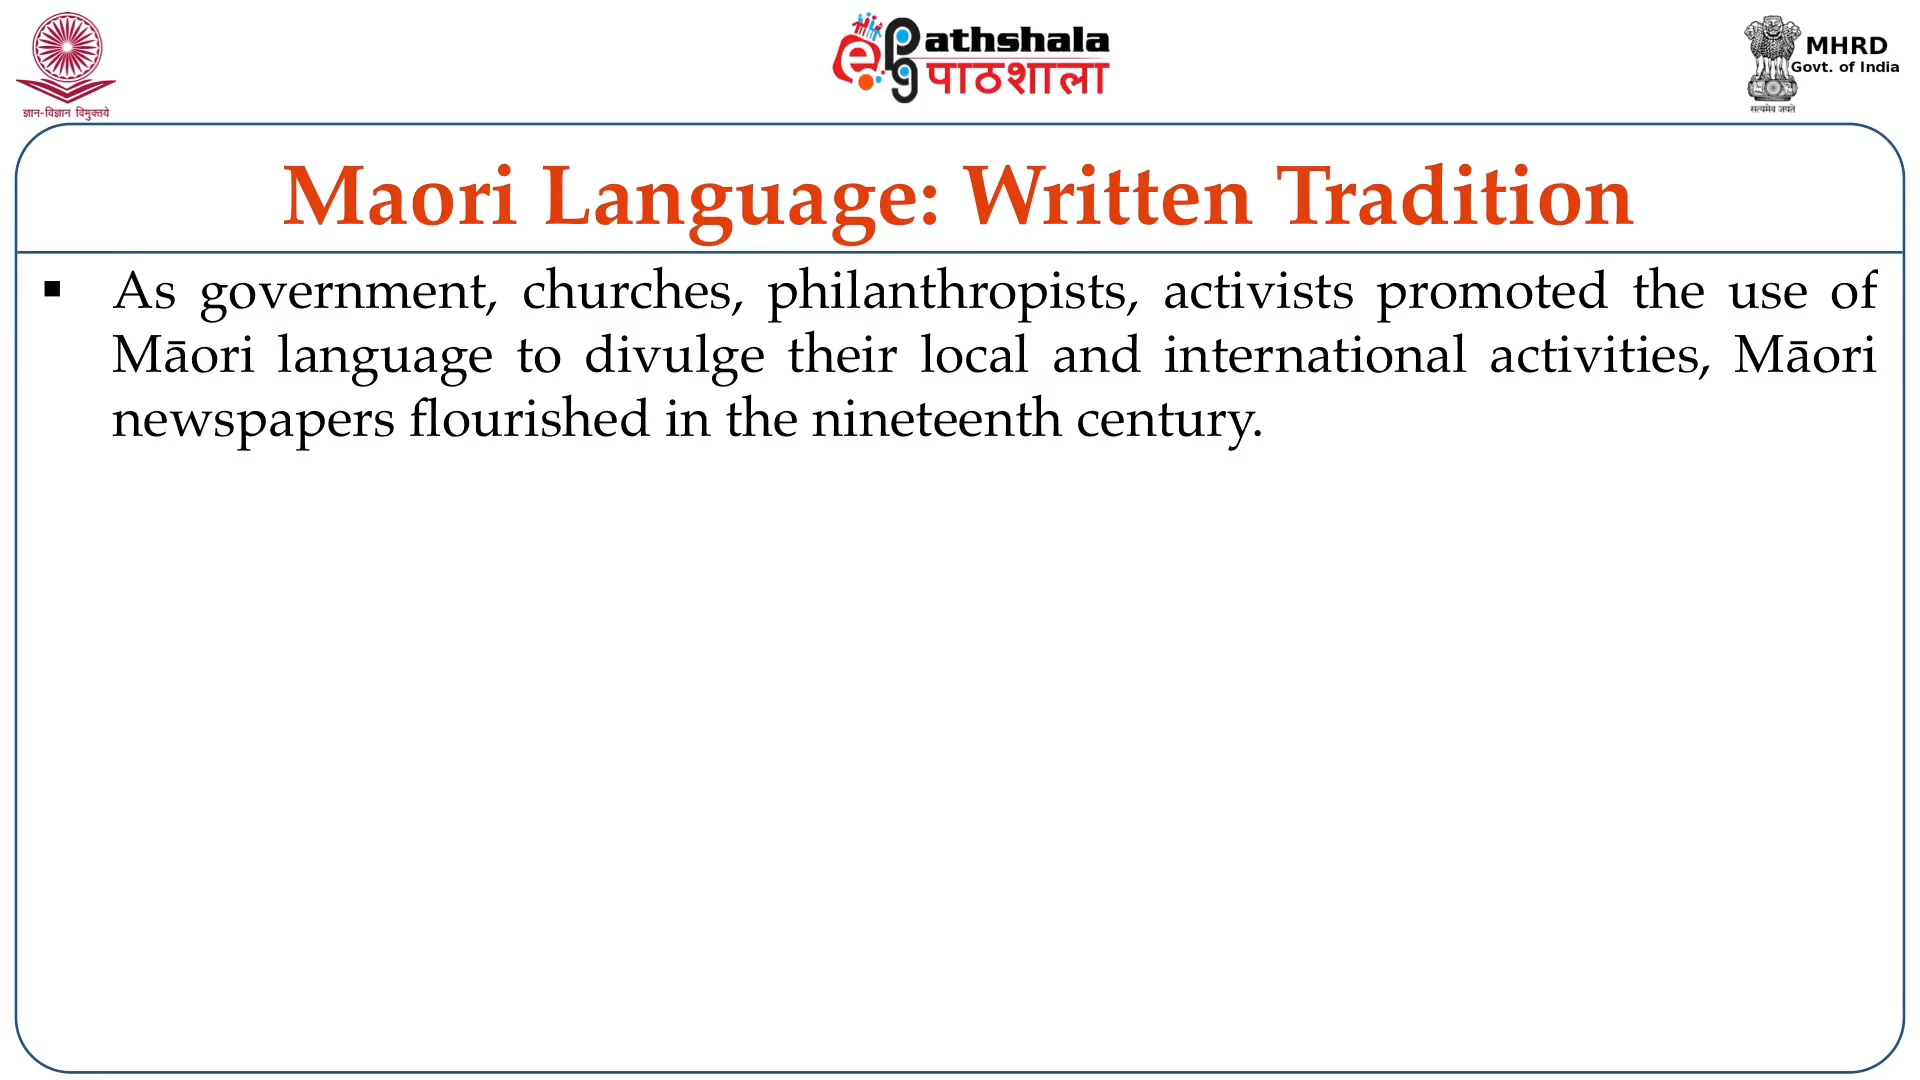 ज्ञान-विज्ञान विमुक्तये
e pg Pathshala
पाठशाला
MHRD
Govt. of India
सत्यमेव जयते
Maori Language: Written Tradition
▪ As government, churches, philanthropists, activists promoted the use of
Māori language to divulge their local and international activities, Māori
newspapers flourished in the nineteenth century.